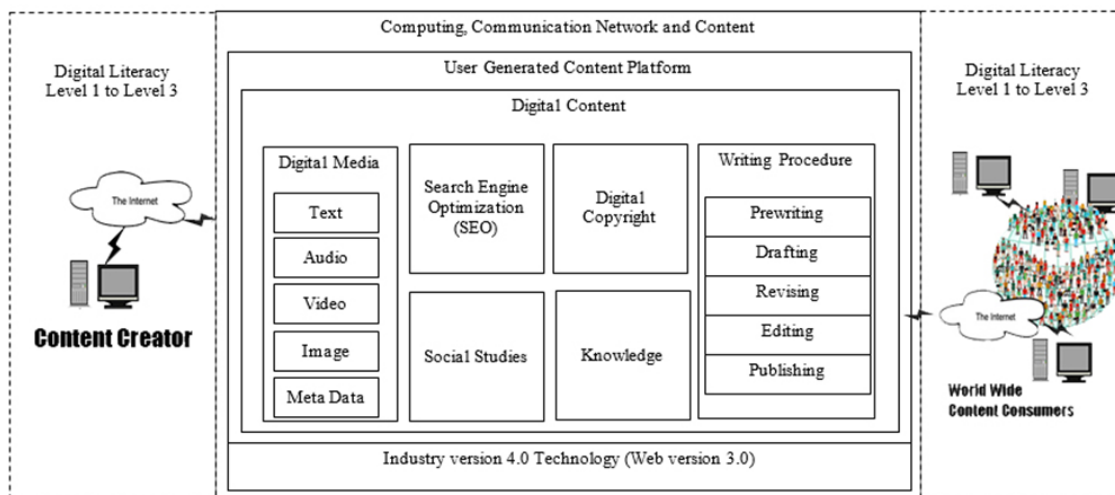 Computing, Communication Network and Content
User Generated Content Platform
Digital Content
Digital Literacy
Level 1 to Level 3
The Internet
Content Creator
Digital Media
Text
Audio
Video
Image
Meta Data
Search Engine
Optimization
(SEO)
Digital
Copyright
Social Studies
Knowledge
Writing Procedure
Prewriting
Drafting
Revising
Editing
Publishing
Industry version 4.0 Technology (Web version 3.0)
Digital Literacy
Level 1 to Level 3
The Internet
World Wide
Content Consumers